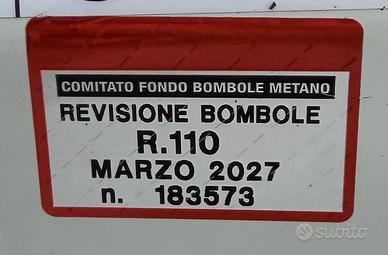 COMITATO FONDO BOMBOLE METANO
REVISIONE BOMBOLE
R.110
MARZO 2027
n. 183573
subito